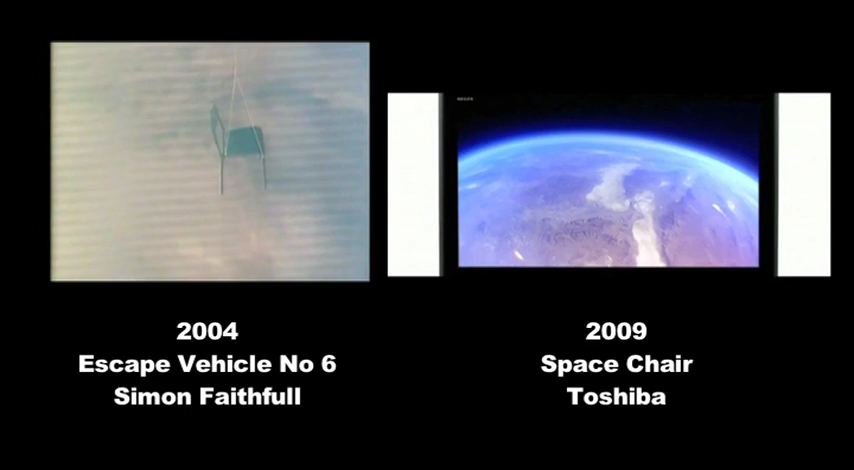 2004
Escape Vehicle No 6
Simon Faithfull
2009
Space Chair
Toshiba